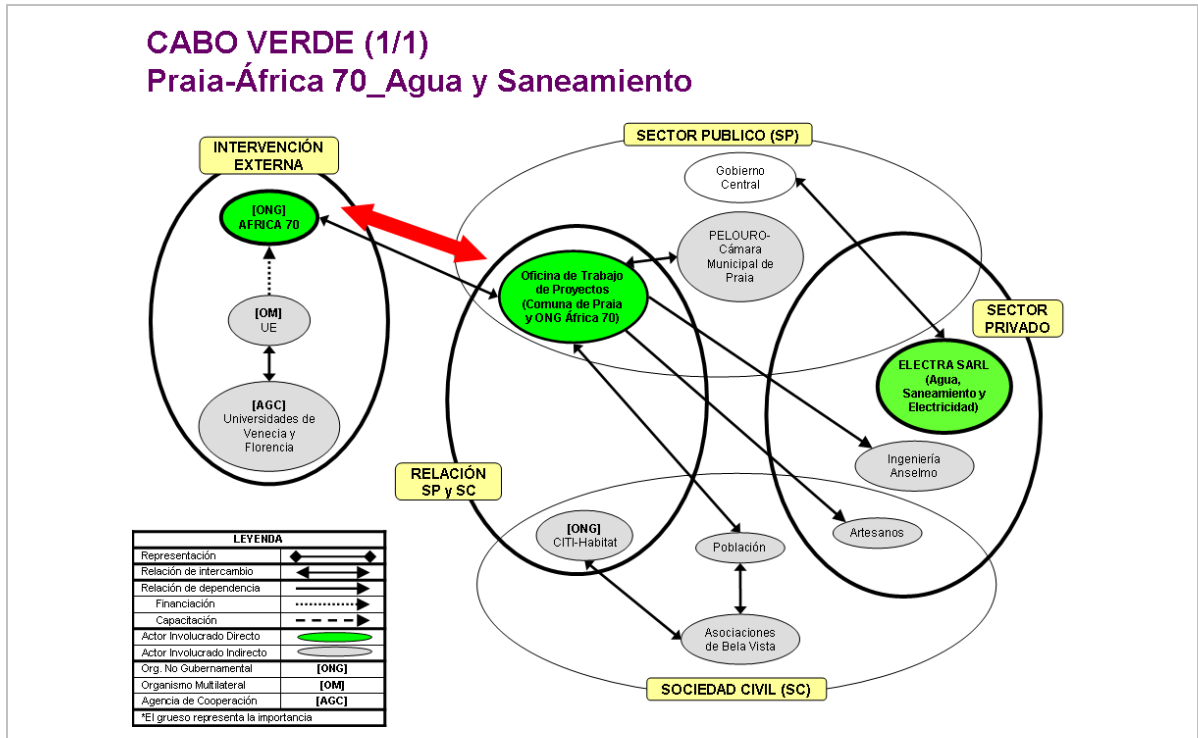 CABO VERDE (1/1)
Praia-África 70_Agua y Saneamiento
SECTOR PUBLICO (SP)
INTERVENCIÓN
EXTERNA
Gobierno
Central
[ONG]
AFRICA 70
PELOURO-
Cámara
Municipal de
Praia
Oficina de Trabajo
de Proyectos
(Comuna de Praia
y ONG África 70)
SECTOR
PRIVADO
[OM]
UE
ELECTRA SARL
(Agua,
Saneamiento y
Electricidad)
[AGC]
Universidades de
Venecia y
Florencia
Ingeniería
Anselmo
RELACIÓN
SP y SC
[ONG]
CITI-Habitat
Población
Artesanos
Asociaciones
de Bela Vista
SOCIEDAD CIVIL (SC)
LEYENDA
Representación
Relación de intercambio
Relación de dependencia
Financiación
Capacitación
Actor Involucrado Directo
Actor Involucrado Indirecto
Org. No Gubernamental [ONG]
Organismo Multilateral [OM]
Agencia de Cooperación [AGC]
*El grueso representa la importancia